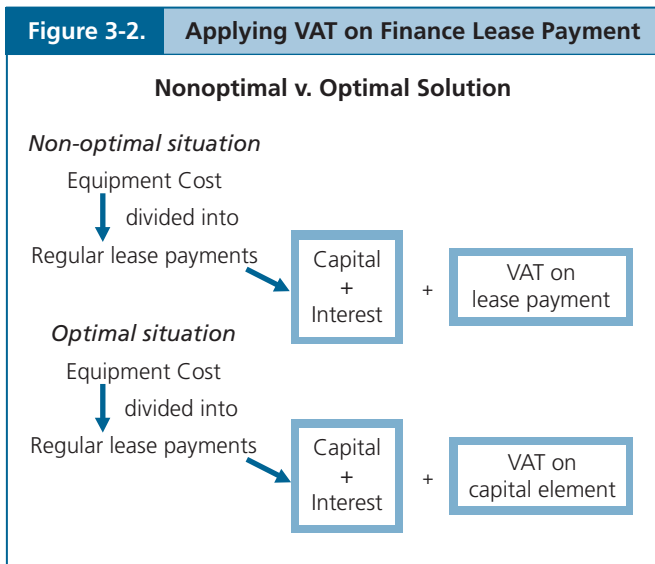 Figure 3-2. Applying VAT on Finance Lease Payment
Nonoptimal v. Optimal Solution
Non-optimal situation
Equipment Cost
divided into
Regular lease payments
Capital
+
Interest
+
VAT on
lease payment
Optimal situation
Equipment Cost
divided into
Regular lease payments
Capital
+
Interest
+
VAT on
capital element